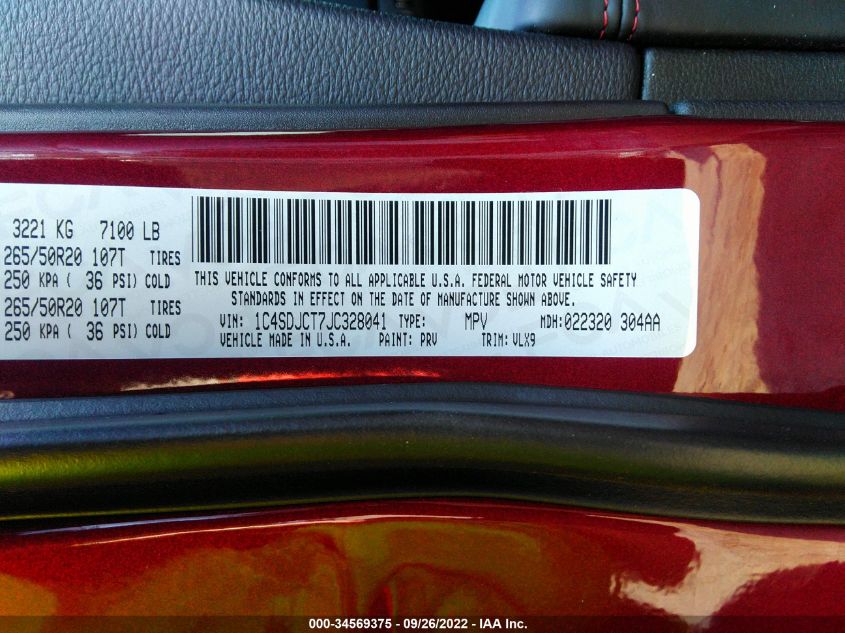 3221 KG 7100 LB
265/50R20 107T TIRES
250 KPA ( 36 PSI) COLD
265/50R20 107T TIRES
250 KPA ( 36 PSI) COLD
THIS VEHICLE CONFORMS TO ALL APPLICABLE U.S.A. FEDERAL MOTOR VEHICLE SAFETY
STANDARDS IN EFFECT ON THE DATE OF MANUFACTURE SHOWN ABOVE.
VIN: 1C4SDJCT7JC328041 TYPE: MPV MDH:022320 304AA
VEHICLE MADE IN U.S.A. PAINT: PRV TRIM: VLX9
000-34569375 - 09/26/2022 - IAA Inc.